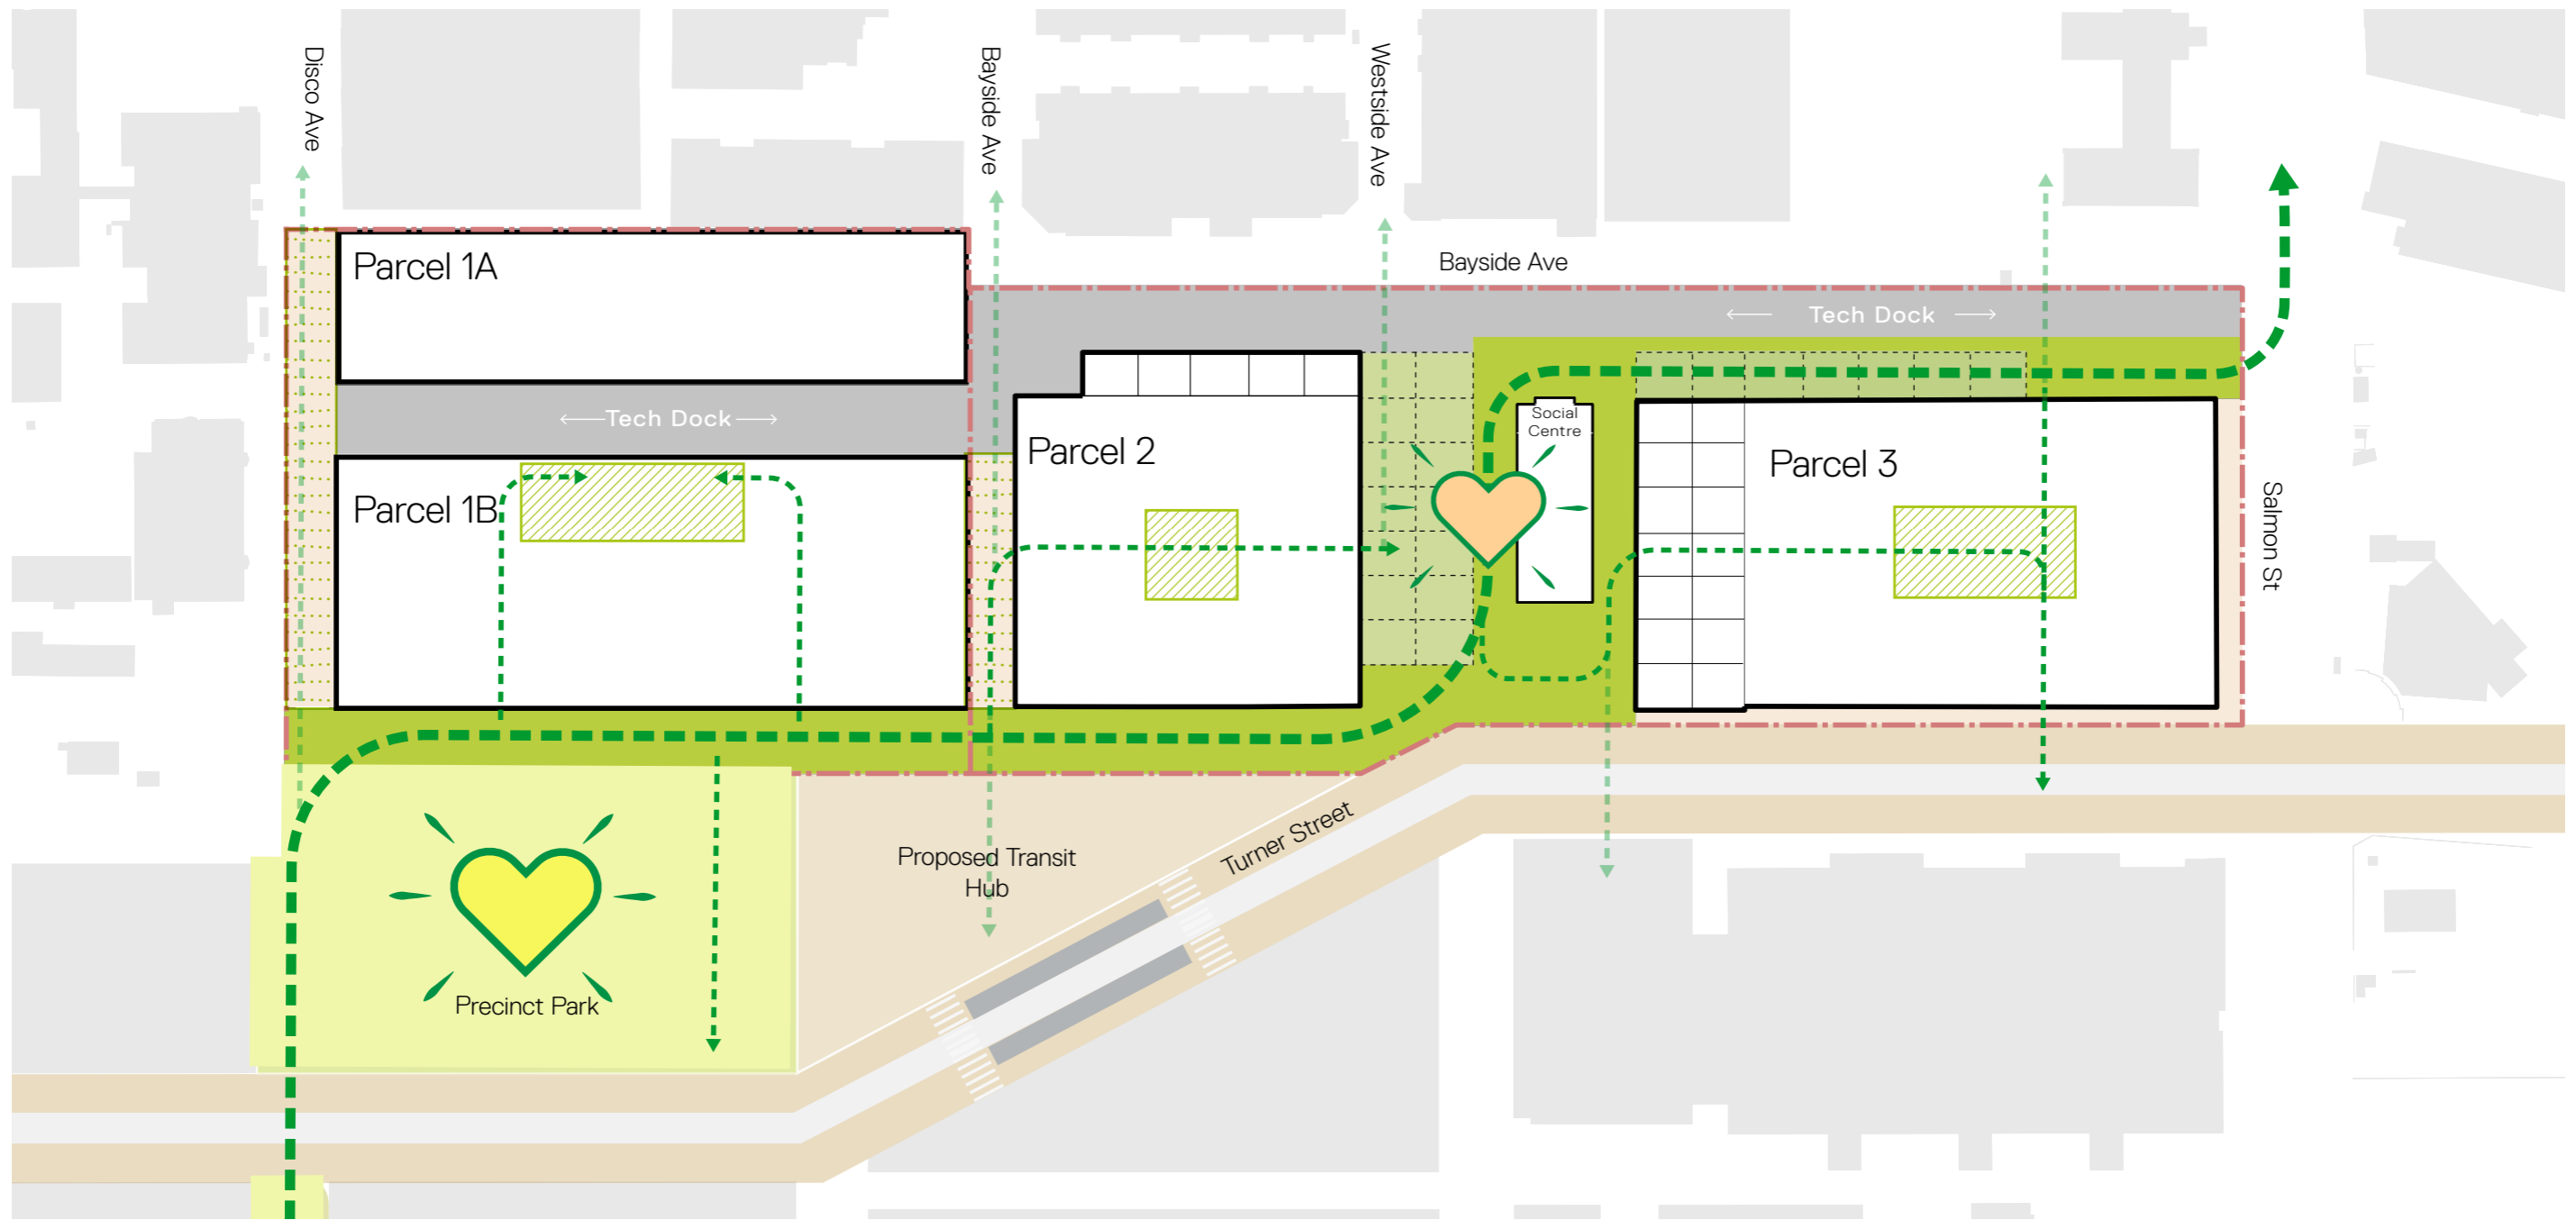 Disco Ave
Bayside Ave
Westside Ave
Bayside Ave
Parcel 1A
Tech Dock
Tech Dock
Social
Centre
Parcel 2
Parcel 3
Parcel 1B
Salmon St
Turner Street
Proposed Transit
Hub
Precinct Park